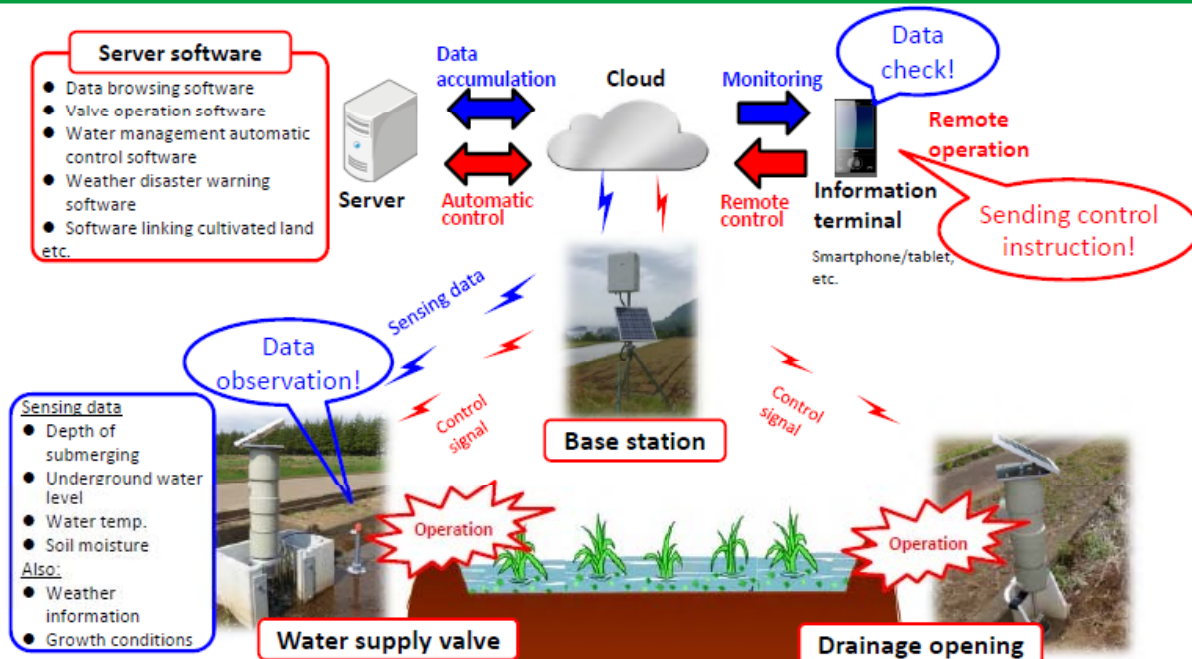 Server software
● Data browsing software
● Valve operation software
● Water management automatic
control software
● Weather disaster warning
software
● Software linking cultivated land
etc.
Server
Data
accumulation
Automatic
control
Cloud
Monitoring
Remote
control
Data
check!
Remote
operation
Information
terminal
Smartphone/tablet,
etc.
Sending control
instruction!
Sensing data
Data
observation!
Control
signal
Base station
Control
signal
Sensing data
● Depth of
submerging
● Underground water
level
● Water temp.
● Soil moisture
Also:
● Weather
information
● Growth conditions
Operation
Operation
Water supply valve
Drainage opening